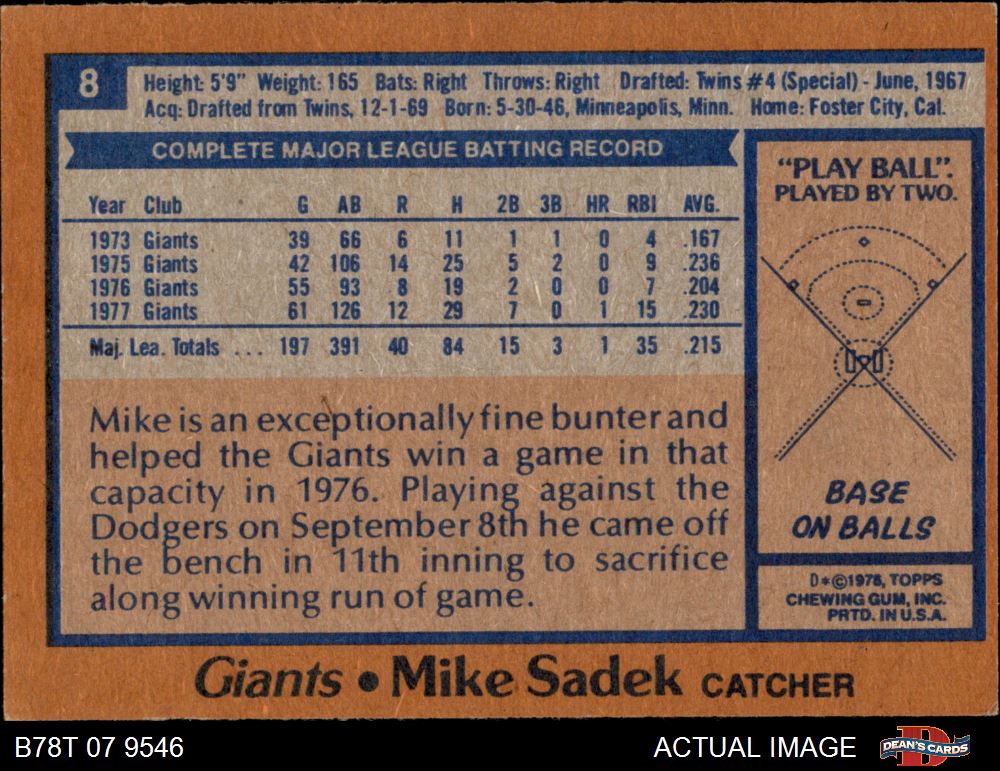 8
Height: 5'9" Weight: 165 Bats: Right Throws: Right Drafted: Twins #4 (Special) - June, 1967
Acq: Drafted from Twins, 12-1-69 Born: 5-30-46, Minneapolis, Minn. Home: Foster City, Cal.
COMPLETE MAJOR LEAGUE BATTING RECORD
Year Club G AB R H 2B 3B HR RBI AVG.
1973 Giants 39 66 6 11 1 1 0 4 .167
1975 Giants 42 106 14 25 5 2 0 9 .236
1976 Giants 55 93 8 19 2 0 0 7 .204
1977 Giants 61 126 12 29 7 0 1 15 .230
Maj. Lea. Totals ... 197 391 40 84 15 3 1 35 .215
Mike is an exceptionally fine bunter and
helped the Giants win a game in that
capacity in 1976. Playing against the
Dodgers on September 8th he came off
the bench in 11th inning to sacrifice
along winning run of game.
"PLAY BALL".
PLAYED BY TWO.
BASE
ON BALLS
D*©1978, TOPPS
CHEWING GUM, INC.
PRTD. IN U.S.A.
Giants • Mike Sadek CATCHER
B78T 07 9546
ACTUAL IMAGE
D
DEAN'S CARDS